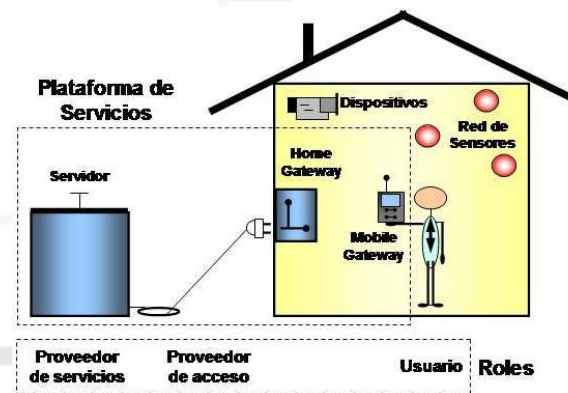 Plataforma de
Servicios
Dispositivos
Red de
Sensores
Home
Gateway
Servidor
Mobile
Gateway
Proveedor
de servicios
Proveedor
de acceso
Usuario
Roles